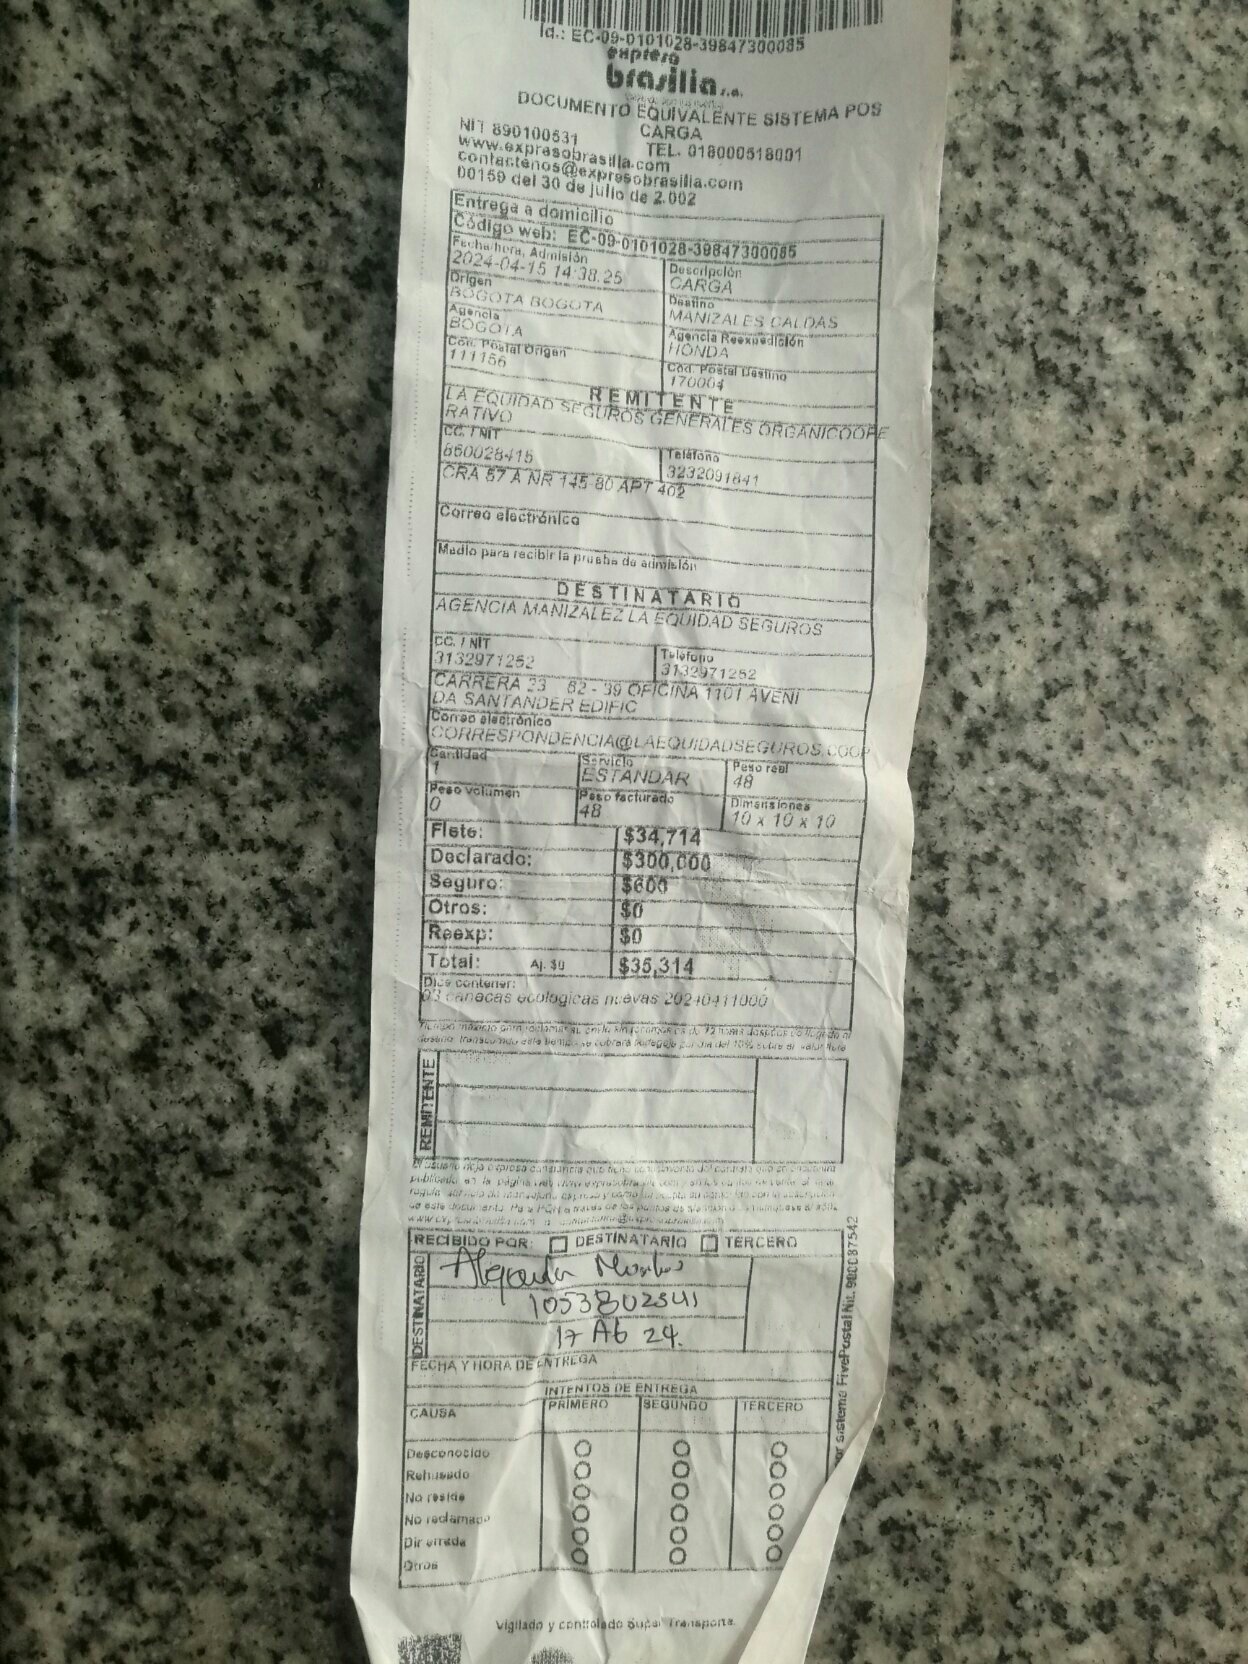 Id.: EC-09-0101028-39847300085
expreso
brasilia s.a.
DOCUMENTO EQUIVALENTE SISTEMA POS
CARGA
NIT 890100531 TEL. 018000518001
www.expresobrasilia.com
contactenos@expresobrasilia.com
00159 del 30 de julio de 2.002
Entrega a domicilio
Código web: EC-09-0101028-39847300085
Fecha/hora, Admisión Descripción
2024-04-15 14:38:25 CARGA
Origen Destino
BOGOTA BOGOTA MANIZALES CALDAS
Agencia Agencia Reexpedición
BOGOTA HONDA
Cod. Postal Origen Cód. Postal Destino
111156 170004
REMITENTE
LA EQUIDAD SEGUROS GENERALES ORGANICOOPE
RATIVO
CC. / NIT Teléfono
860028415 3232091841
CRA 57 A NR 145-80 APT 402
Correo electrónico
Medio para recibir la prueba de admisión
DESTINATARIO
AGENCIA MANIZALEZ LA EQUIDAD SEGUROS
CC. / NIT Teléfono
3132971252 3132971252
CARRERA 23 62 - 39 OFICINA 1101 AVENI
DA SANTANDER EDIFIC
Correo electrónico
CORRESPONDENCIA@LAEQUIDADSEGUROS.COOP
Cantidad Servicio Peso real
1 ESTANDAR 48
Peso volumen Peso facturado Dimensiones
0 48 10 x 10 x 10
Flete: $34,714
Declarado: $300,000
Seguro: $600
Otros: $0
Reexp: $0
Total: Aj. $0 $35,314
Dice contener:
03 canecas ecologicas nuevas 20240411000
REMITENTE
RECIBIDO POR: DESTINATARIO TERCERO
DESTINATARIO
1053802541
17 Ab 24.
FECHA Y HORA DE ENTREGA
INTENTOS DE ENTREGA
CAUSA PRIMERO SEGUNDO TERCERO
Desconocido
Rehusado
No reside
No reclamado
Dir errada
Otros
sistema FivePostal Nit. 900087542
Vigilado y controlado Super Transporte.